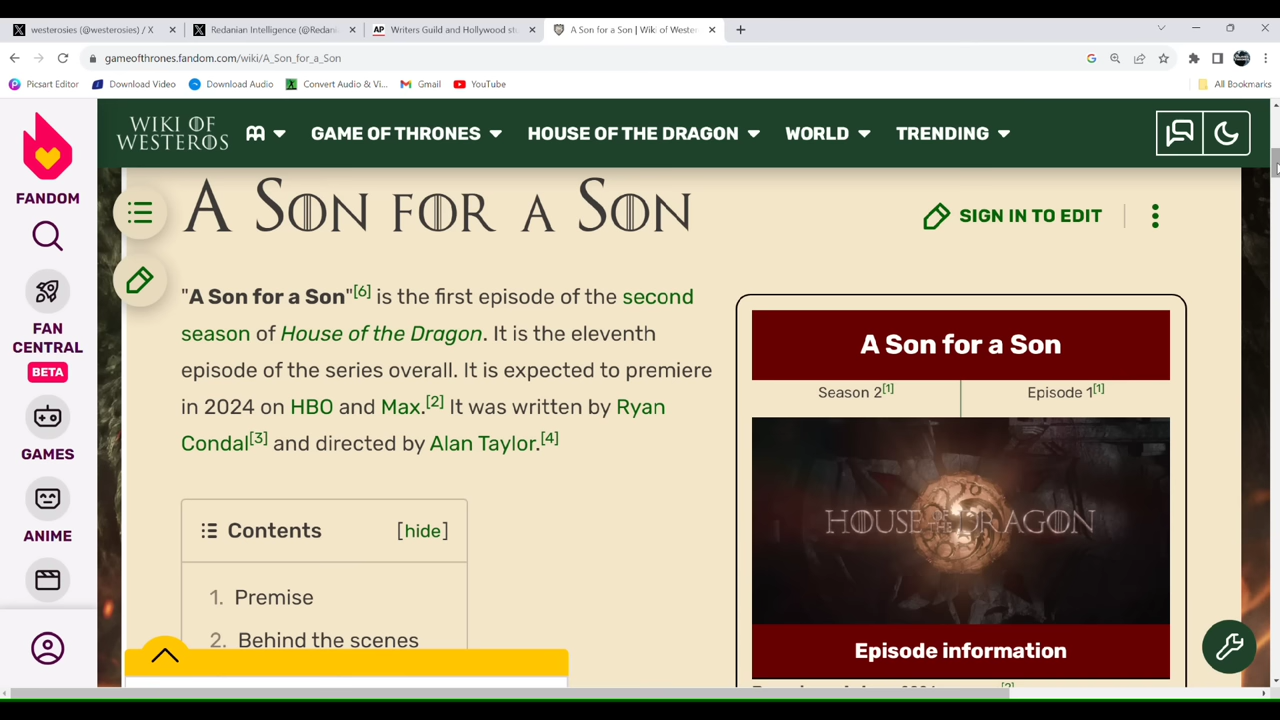 westerosies (@westerosies) / X
Redanian Intelligence (@Redani
AP
Writers Guild and Hollywood st
A Son for a Son | Wiki of Wester
gameofthrones.fandom.com/wiki/A_Son_for_a_Son
Picsart Editor
Download Video
Download Audio
Convert Audio & Vi...
Gmail
YouTube
All Bookmarks
WIKI OF
WESTEROS
GAME OF THRONES
HOUSE OF THE DRAGON
WORLD
TRENDING
FANDOM
FAN
CENTRAL
BETA
GAMES
ANIME
A Son for a Son
SIGN IN TO EDIT
"A Son for a Son"[6] is the first episode of the second
season of House of the Dragon. It is the eleventh
episode of the series overall. It is expected to premiere
in 2024 on HBO and Max.[2] It was written by Ryan
Condal[3] and directed by Alan Taylor.[4]
Contents [hide]
1. Premise
2. Behind the scenes
A Son for a Son
Season 2[1]
Episode 1[1]
HOUSE OF THE DRAGON
Episode information